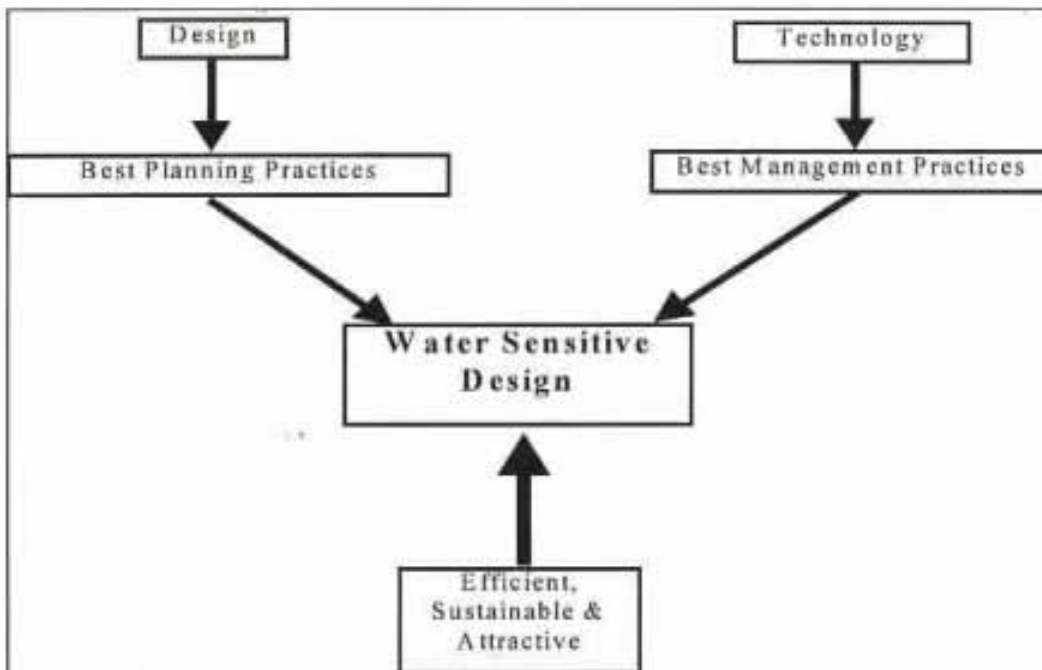 Design
Technology
Best Planning Practices
Best Management Practices
Water Sensitive
Design
Efficient,
Sustainable &
Attractive